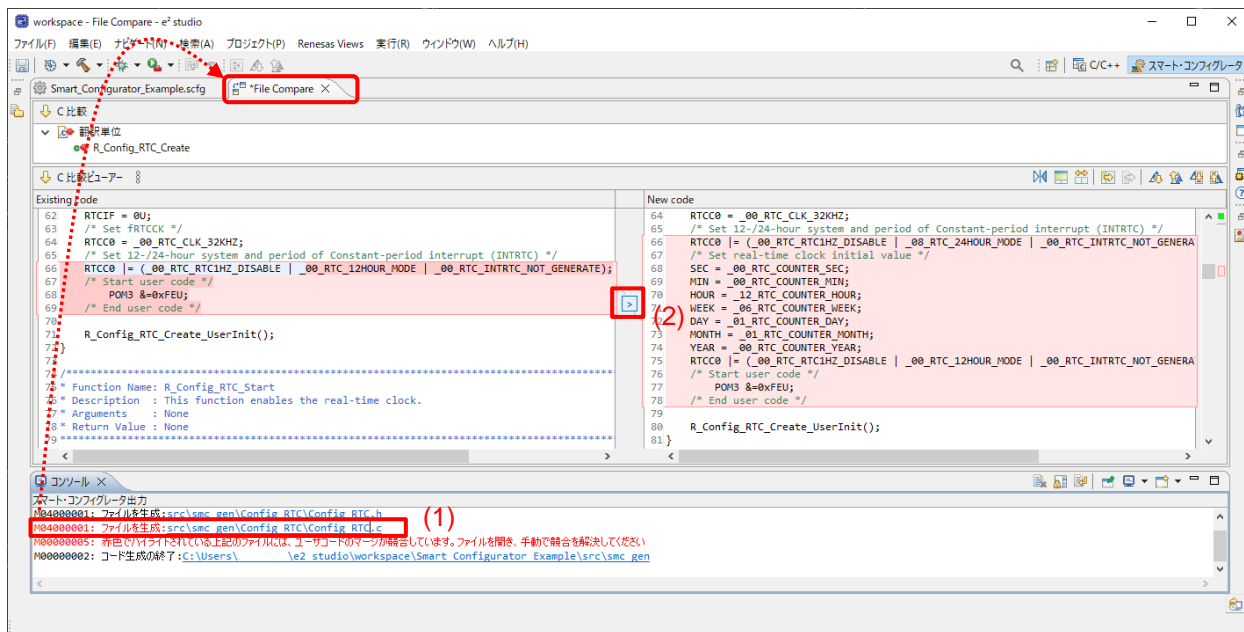 workspace - File Compare - e² studio
ファイル(F) 編集(E) ナビゲート(N) 検索(A) プロジェクト(P) Renesas Views 実行(R) ウィンドウ(W) ヘルプ(H)
C/C++ スマート・コンフィグレータ
Smart_Configurator_Example.scfg *File Compare
C 比較
翻訳単位
R_Config_RTC_Create
C 比較ビューアー
Existing code
62 RTCIF = 0U;
63 /* Set fRTCCK */
64 RTCC0 = _00_RTC_CLK_32KHZ;
65 /* Set 12-/24-hour system and period of Constant-period interrupt (INTRTC) */
66 RTCC0 |= (_00_RTC_RTC1HZ_DISABLE | _00_RTC_12HOUR_MODE | _00_RTC_INTRTC_NOT_GENERATE);
67 /* Start user code */
68 POM3 &=0xFEU;
69 /* End user code */
70
71 R_Config_RTC_Create_UserInit();
72 }
73
74 /******************************************************************************
75 * Function Name: R_Config_RTC_Start
76 * Description : This function enables the real-time clock.
77 * Arguments : None
78 * Return Value : None
79 ******************************************************************************
>
(2)
New code
64 RTCC0 = _00_RTC_CLK_32KHZ;
65 /* Set 12-/24-hour system and period of Constant-period interrupt (INTRTC) */
66 RTCC0 |= (_00_RTC_RTC1HZ_DISABLE | _08_RTC_24HOUR_MODE | _00_RTC_INTRTC_NOT_GENERA
67 /* Set real-time clock initial value */
68 SEC = _00_RTC_COUNTER_SEC;
69 MIN = _00_RTC_COUNTER_MIN;
70 HOUR = _12_RTC_COUNTER_HOUR;
71 WEEK = _06_RTC_COUNTER_WEEK;
72 DAY = _01_RTC_COUNTER_DAY;
73 MONTH = _01_RTC_COUNTER_MONTH;
74 YEAR = _00_RTC_COUNTER_YEAR;
75 RTCC0 |= (_00_RTC_RTC1HZ_DISABLE | _00_RTC_12HOUR_MODE | _00_RTC_INTRTC_NOT_GENERA
76 /* Start user code */
77 POM3 &=0xFEU;
78 /* End user code */
79
80 R_Config_RTC_Create_UserInit();
81 }
コンソール
スマート・コンフィグレータ出力
M04000001: ファイルを生成:src\smc_gen\Config_RTC\Config_RTC.h
M04000001: ファイルを生成:src\smc_gen\Config_RTC\Config_RTC.c
(1)
M00000005: 赤色でハイライトされている上記のファイルには、ユーザコードのマージが競合しています。ファイルを開き、手動で競合を解決してください
M00000002: コード生成の終了:C:\Users\ \e2_studio\workspace\Smart_Configurator_Example\src\smc_gen